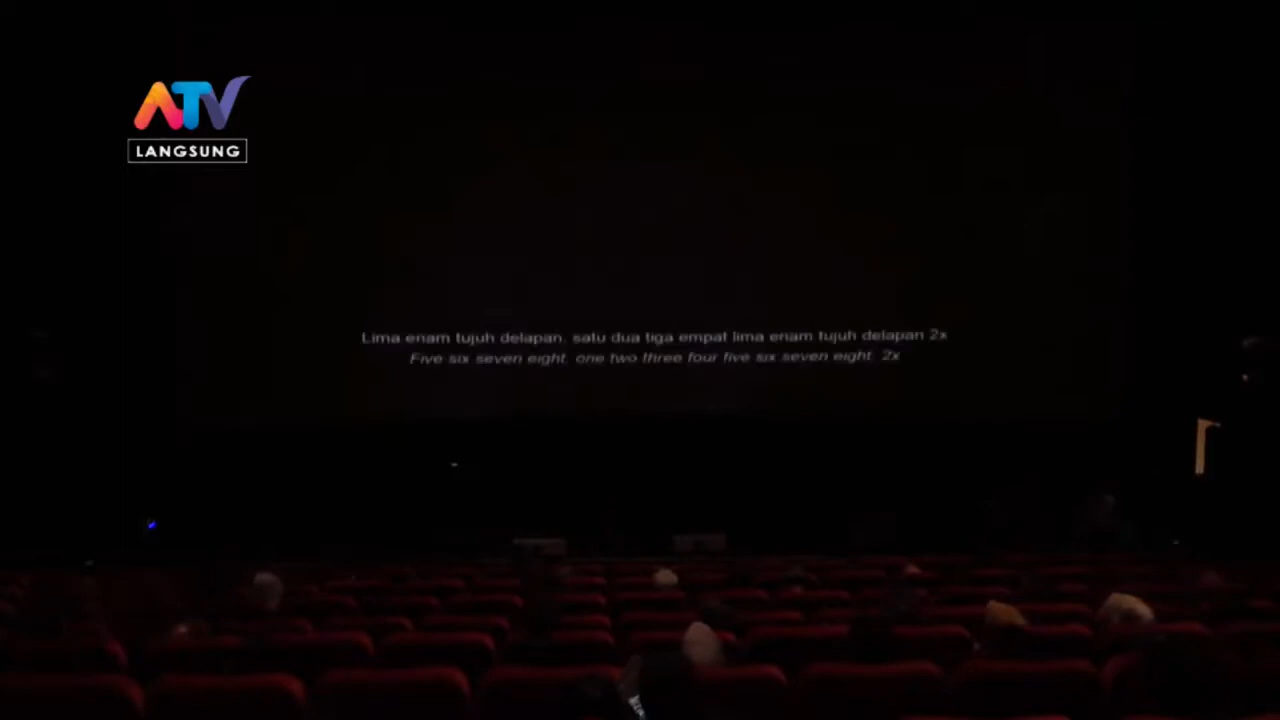 ATV
LANGSUNG
Lima enam tujuh delapan, satu dua tiga empat lima enam tujuh delapan 2x
Five six seven eight, one two three four five six seven eight 2x